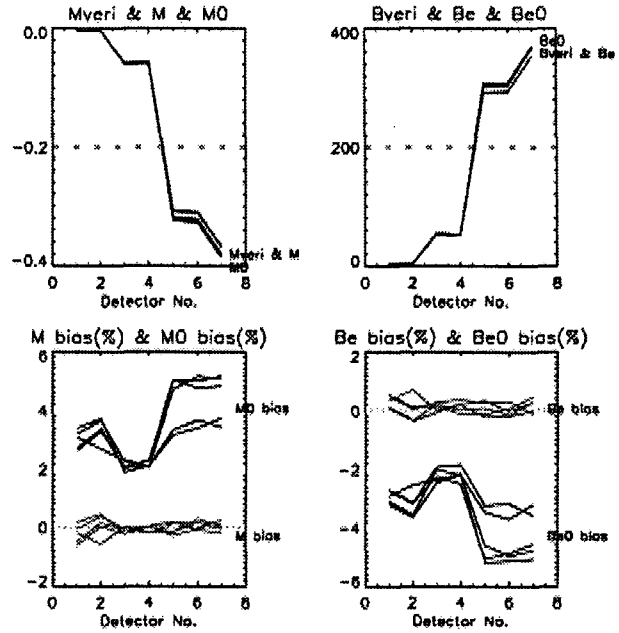 Mveri & M & M0
0.0
-0.2
-0.4
0 2 4 6 8
Detector No.
Mveri & M
M0
Bveri & Be & Be0
400
200
0
0 2 4 6 8
Detector No.
Be0
Bveri & Be
M bias(%) & M0 bias(%)
6
4
2
0
-2
0 2 4 6 8
Detector No.
M0 bias
M bias
Be bias(%) & Be0 bias(%)
2
0
-2
-4
-6
0 2 4 6 8
Detector No.
Be bias
Be0 bias